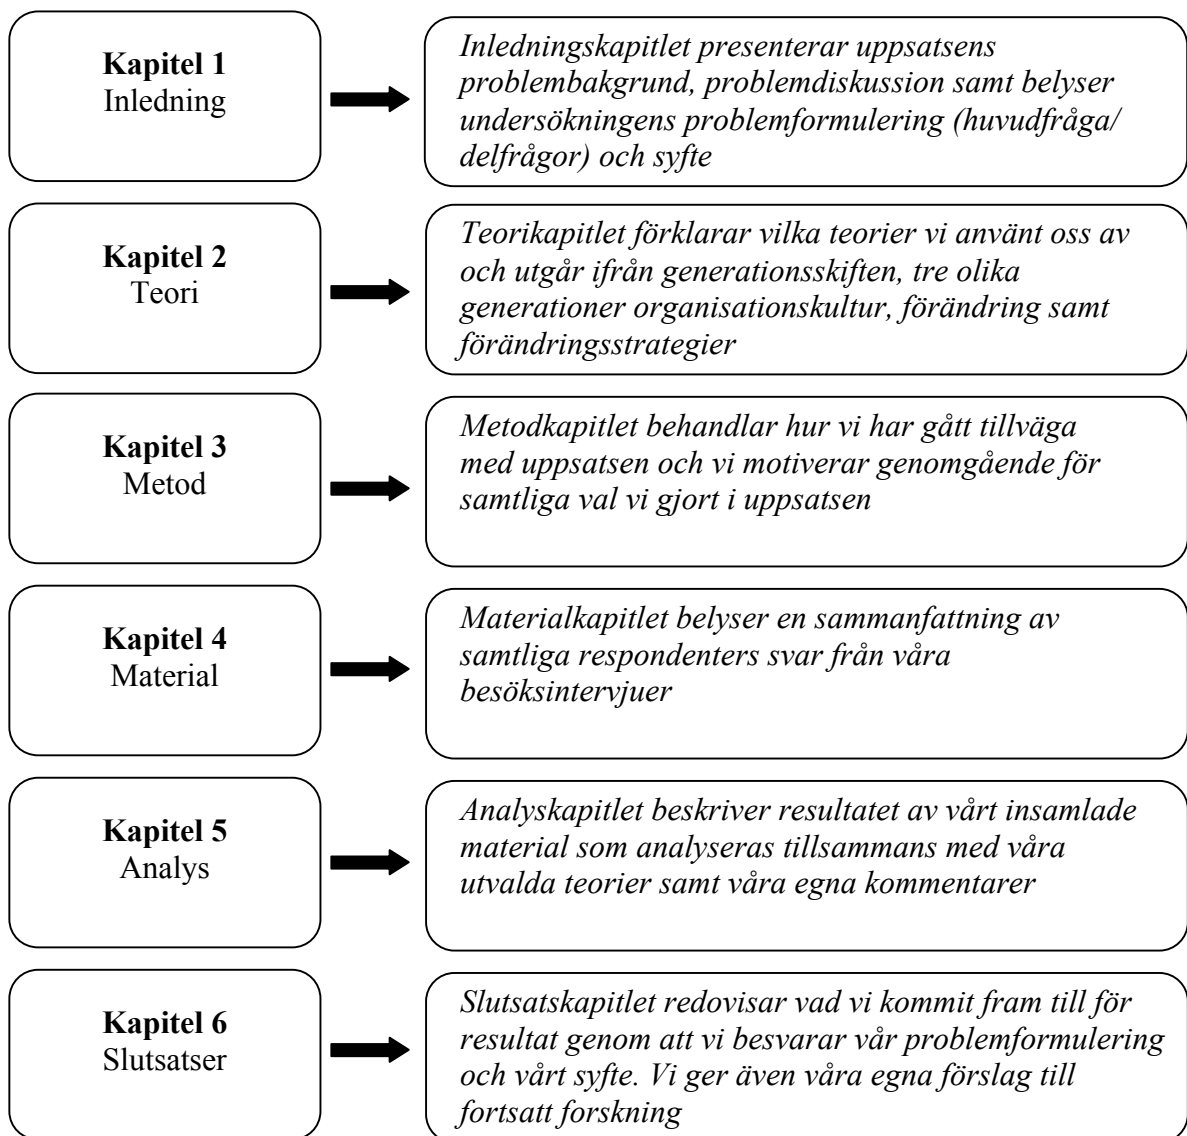 Kapitel 1
Inledning
Inledningskapitlet presenterar uppsatsens
problembakgrund, problemdiskussion samt belyser
undersökningens problemformulering (huvudfråga/
delfrågor) och syfte
Kapitel 2
Teori
Teorikapitlet förklarar vilka teorier vi använt oss av
och utgår ifrån generationsskiften, tre olika
generationer organisationskultur, förändring samt
förändringsstrategier
Kapitel 3
Metod
Metodkapitlet behandlar hur vi har gått tillväga
med uppsatsen och vi motiverar genomgående för
samtliga val vi gjort i uppsatsen
Kapitel 4
Material
Materialkapitlet belyser en sammanfattning av
samtliga respondenters svar från våra
besöksintervjuer
Kapitel 5
Analys
Analyskapitlet beskriver resultatet av vårt insamlade
material som analyseras tillsammans med våra
utvalda teorier samt våra egna kommentarer
Kapitel 6
Slutsatser
Slutsatskapitlet redovisar vad vi kommit fram till för
resultat genom att vi besvarar vår problemformulering
och vårt syfte. Vi ger även våra egna förslag till
fortsatt forskning